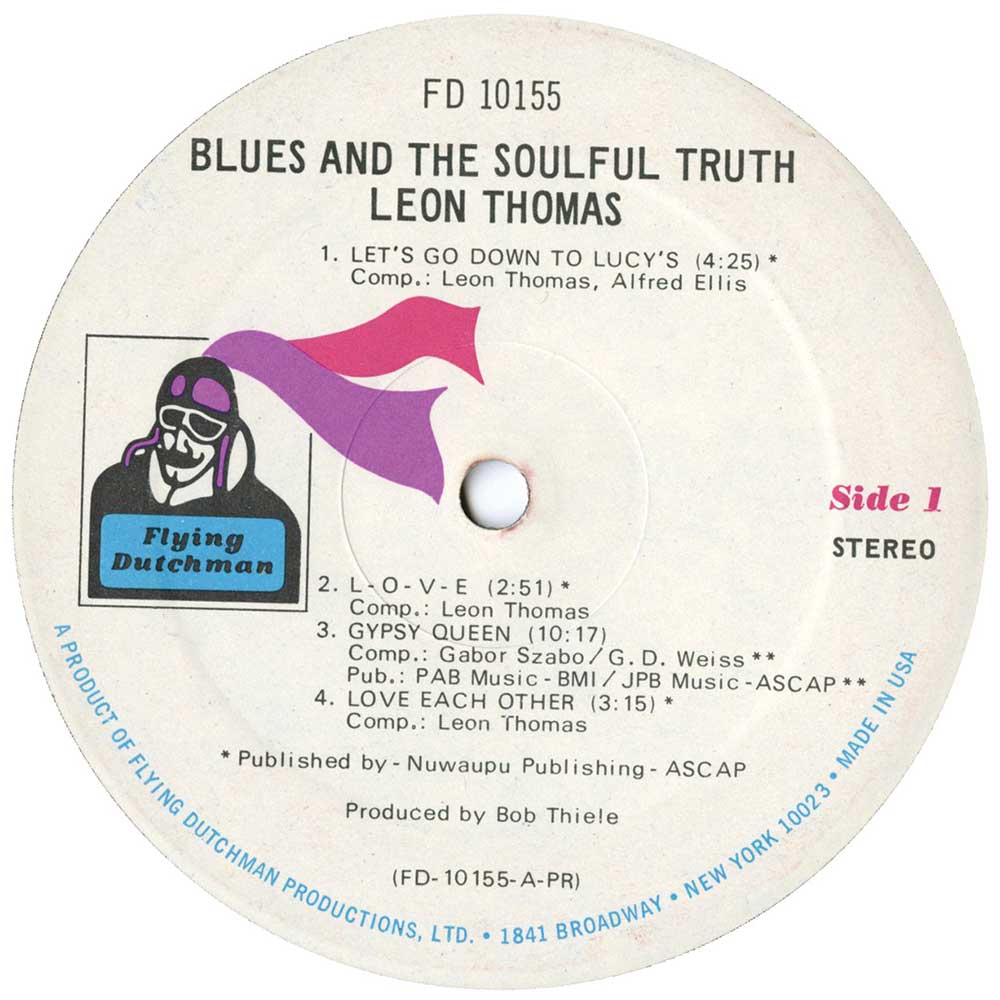 FD 10155
BLUES AND THE SOULFUL TRUTH
LEON THOMAS
1. LET'S GO DOWN TO LUCY'S (4:25) *
Comp.: Leon Thomas, Alfred Ellis
Flying
Dutchman
Side 1
STEREO
2. L-O-V-E (2:51) *
Comp.: Leon Thomas
3. GYPSY QUEEN (10:17)
Comp.: Gabor Szabo/G. D. Weiss **
Pub.: PAB Music - BMI/JPB Music - ASCAP **
4. LOVE EACH OTHER (3:15) *
Comp.: Leon Thomas
* Published by - Nuwaupu Publishing - ASCAP
Produced by Bob Thiele
(FD-10155-A-PR)
A PRODUCT OF FLYING DUTCHMAN PRODUCTIONS, LTD. • 1841 BROADWAY • NEW YORK 10023 • MADE IN USA